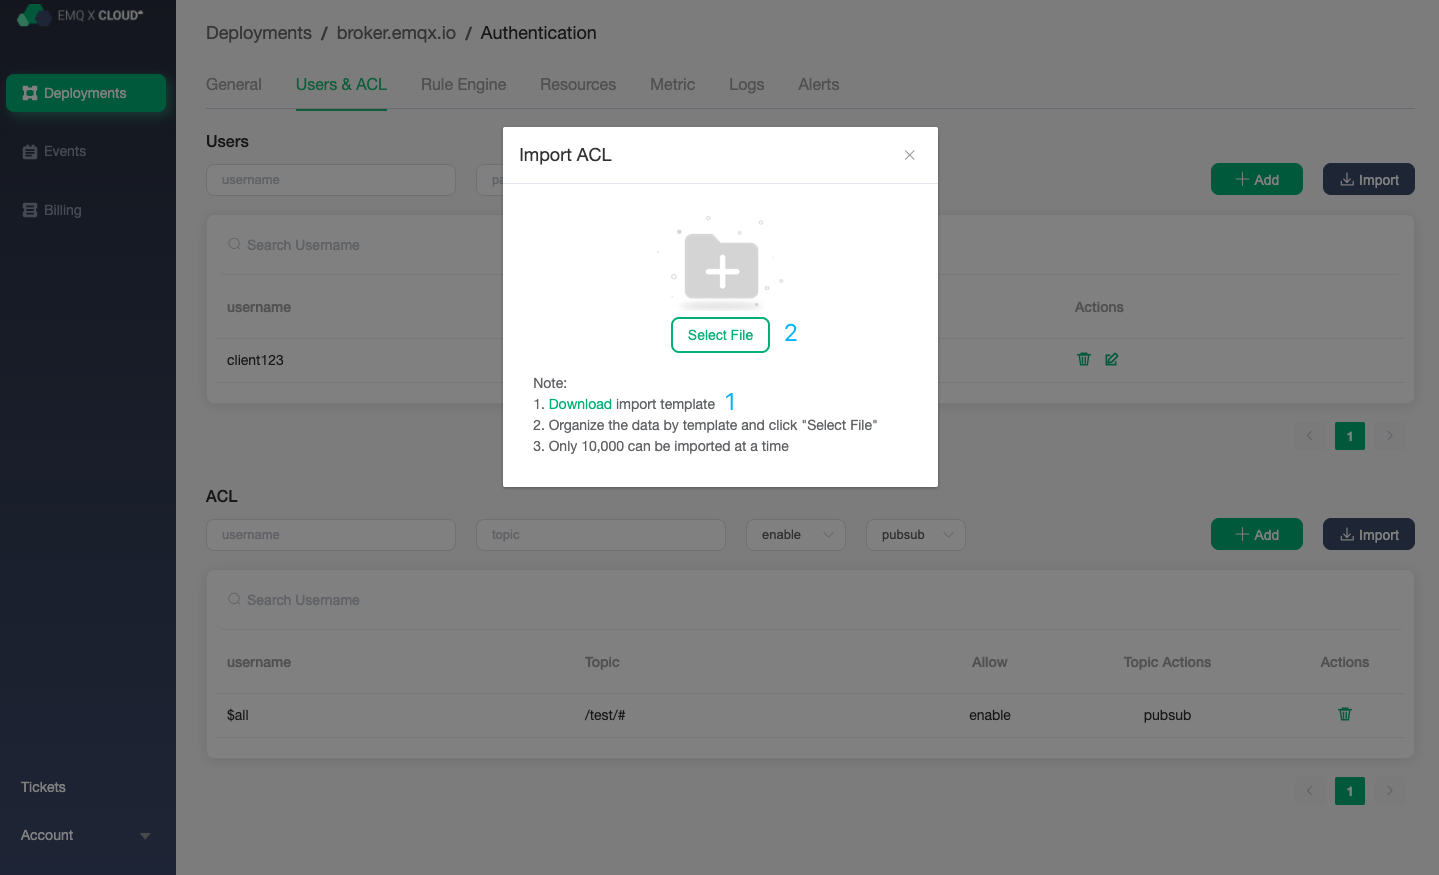 EMQ X CLOUD
Deployments / broker.emqx.io / Authentication
Deployments
Events
Billing
Tickets
Account
General Users & ACL Rule Engine Resources Metric Logs Alerts
Users
username
Add Import
Search Username
username Actions
client123
1
Import ACL
Select File 2
Note:
1. Download import template 1
2. Organize the data by template and click "Select File"
3. Only 10,000 can be imported at a time
ACL
username topic enable pubsub Add Import
Search Username
username Topic Allow Topic Actions Actions
$all /test/# enable pubsub
1